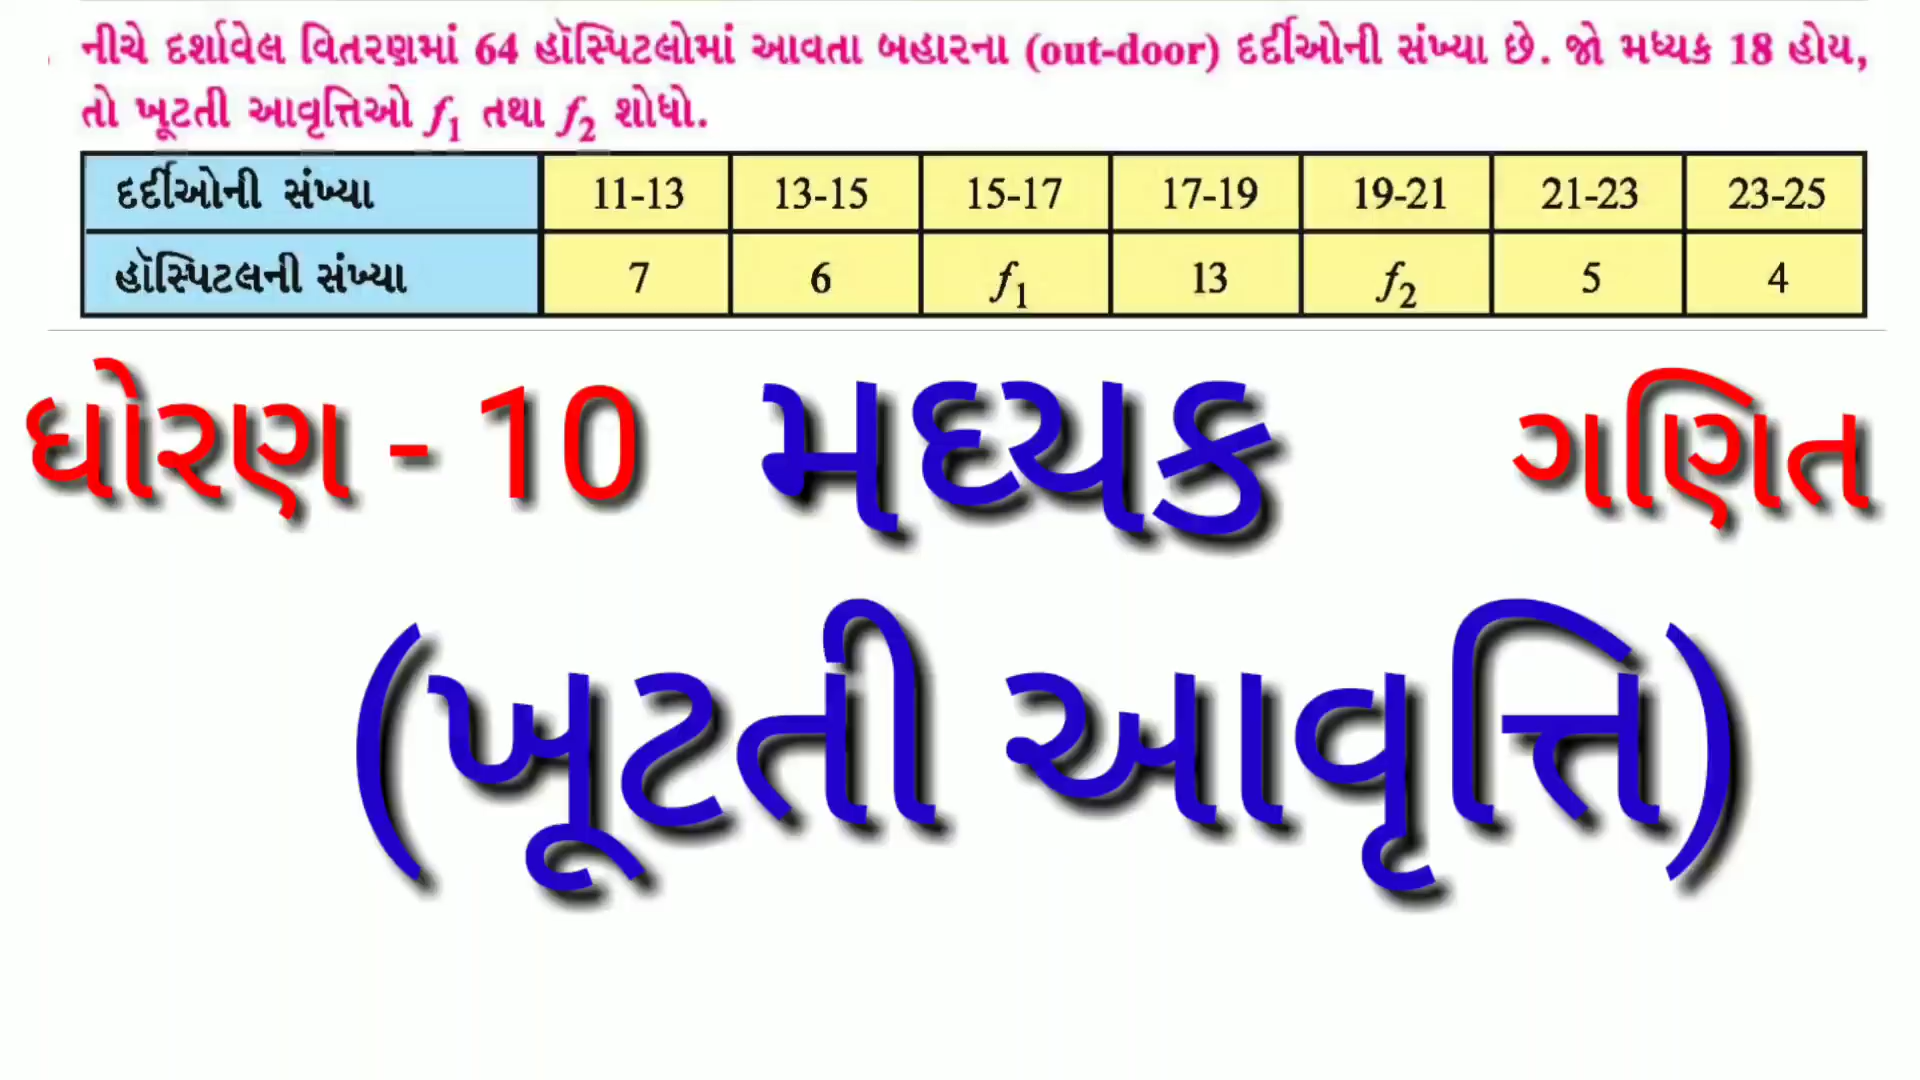 નીચે દર્શાવેલ વિતરણમાં 64 હૉસ્પિટલોમાં આવતા બહારના (out-door) દર્દીઓની સંખ્યા છે. જો મધ્યક 18 હોય,
તો ખૂટતી આવૃત્તિઓ f₁ તથા f₂ શોધો.
દર્દીઓની સંખ્યા 11-13 13-15 15-17 17-19 19-21 21-23 23-25
હૉસ્પિટલની સંખ્યા 7 6 f₁ 13 f₂ 5 4
ધોરણ - 10 મધ્યક ગણિત
(ખૂટતી આવૃત્તિ)